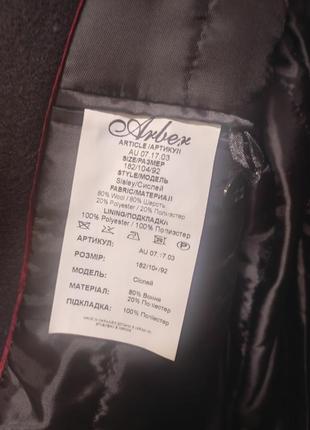 Arber
ARTICLE/АРТИКУЛ
AU 07.17.03
SIZE/РАЗМЕР
182/104/92
STYLE/МОДЕЛЬ
Sisley/Сислей
FABRIC/МАТЕРИАЛ
80% Wool / 80% Шерсть
20% Polyester / 20% Полиэстер
LINING/ПОДКЛАДКА
100% Polyester / 100% Полиэстер
АРТИКУЛ: AU 07.17.03
РОЗМІР: 182/104/92
МОДЕЛЬ: Сіслей
МАТЕРІАЛ: 80% Вовна
20% Поліестер
ПІДКЛАДКА: 100% Поліестер